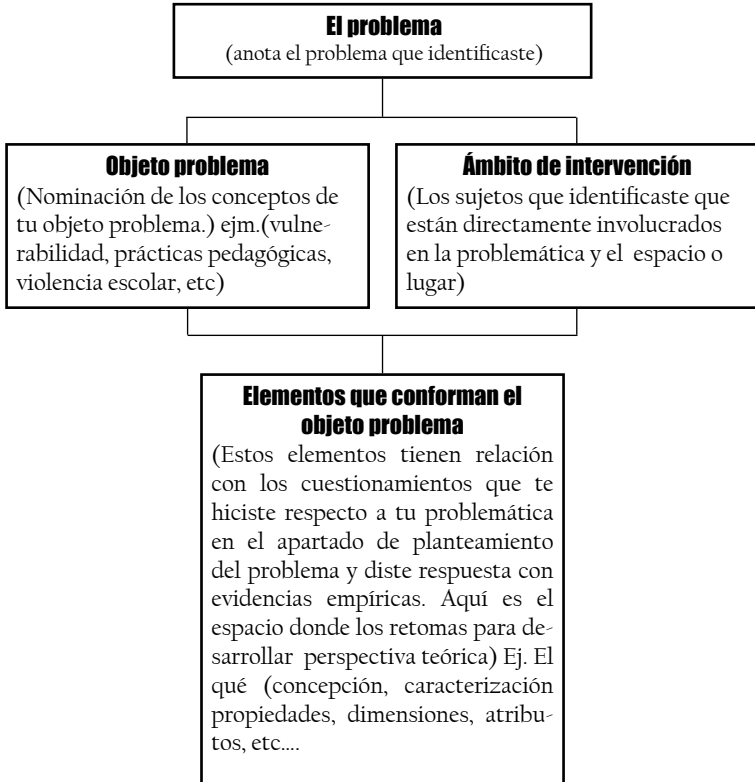 El problema
(anota el problema que identificaste)
Objeto problema
(Nominación de los conceptos de
tu objeto problema.) ejm.(vulne-
rabilidad, prácticas pedagógicas,
violencia escolar, etc)
Ámbito de intervención
(Los sujetos que identificaste que
están directamente involucrados
en la problemática y el espacio o
lugar)
Elementos que conforman el
objeto problema
(Estos elementos tienen relación
con los cuestionamientos que te
hiciste respecto a tu problemática
en el apartado de planteamiento
del problema y diste respuesta con
evidencias empíricas. Aquí es el
espacio donde los retomas para de-
sarrollar perspectiva teórica) Ej. El
qué (concepción, caracterización
propiedades, dimensiones, atribu-
tos, etc....